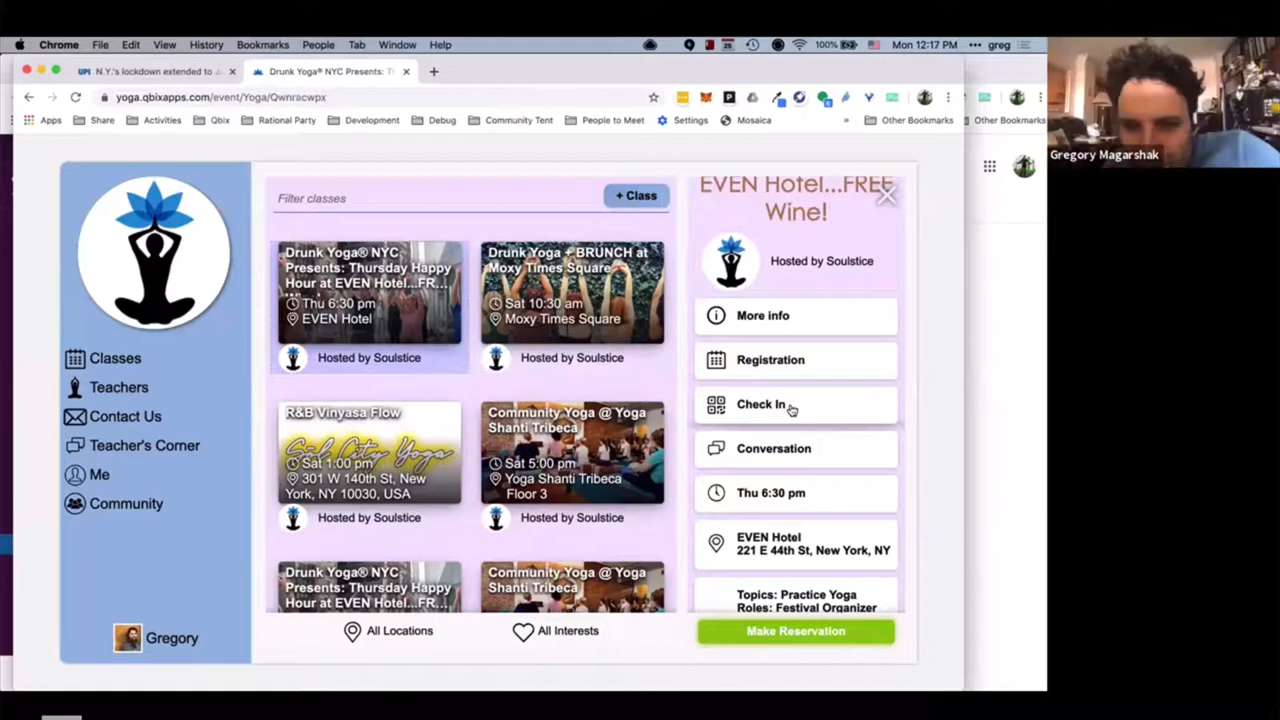 Chrome File Edit View History Bookmarks People Tab Window Help
100% Mon 12:17 PM greg
UPI N.Y.'s lockdown extended to
Drunk Yoga® NYC Presents: T
yoga.qbixapps.com/event/Yoga/Qwnracwpx
Apps Share Activities Qbix Rational Party Development Debug Community Tent People to Meet Settings Mosaica » Other Bookmarks Other Bookmarks
Gregory Magarshak
Classes
Teachers
Contact Us
Teacher's Corner
Me
Community
Gregory
Filter classes
+ Class
Drunk Yoga® NYC
Presents: Thursday Happy
Hour at EVEN Hotel...FR...
Thu 6:30 pm
EVEN Hotel
Hosted by Soulstice
Drunk Yoga + BRUNCH at
Moxy Times Square
Sat 10:30 am
Moxy Times Square
Hosted by Soulstice
R&B Vinyasa Flow
Sol City Yoga
Sat 1:00 pm
301 W 140th St, New
York, NY 10030, USA
Hosted by Soulstice
Community Yoga @ Yoga
Shanti Tribeca
Sat 5:00 pm
Yoga Shanti Tribeca
Floor 3
Hosted by Soulstice
Drunk Yoga® NYC
Presents: Thursday Happy
Hour at EVEN Hotel...FR...
Community Yoga @ Yoga
Shanti Tribeca
All Locations
All Interests
EVEN Hotel...FREE
Wine!
Hosted by Soulstice
More info
Registration
Check In
Conversation
Thu 6:30 pm
EVEN Hotel
221 E 44th St, New York, NY
Topics: Practice Yoga
Roles: Festival Organizer
Make Reservation